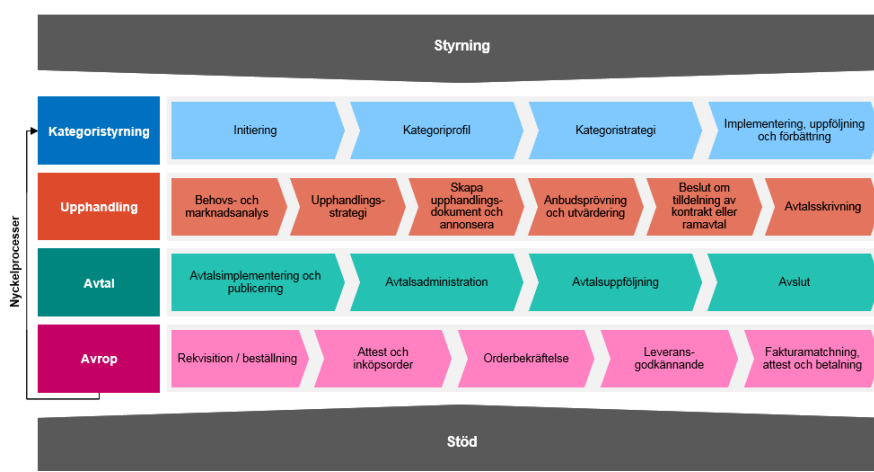 Styrning
Nyckelprocesser
Kategoristyrning
Initiering
Kategoriprofil
Kategoristrategi
Implementering, uppföljning
och förbättring
Upphandling
Behovs- och
marknadsanalys
Upphandlings-
strategi
Skapa
upphandlings-
dokument och
annonsera
Anbudsprövning
och utvärdering
Beslut om
tilldelning av
kontrakt eller
ramavtal
Avtalsskrivning
Avtal
Avtalsimplementering och
publicering
Avtalsadministration
Avtalsuppföljning
Avslut
Avrop
Rekvisition / beställning
Attest och
inköpsorder
Orderbekräftelse
Leverans-
godkännande
Fakturamatchning,
attest och betalning
Stöd